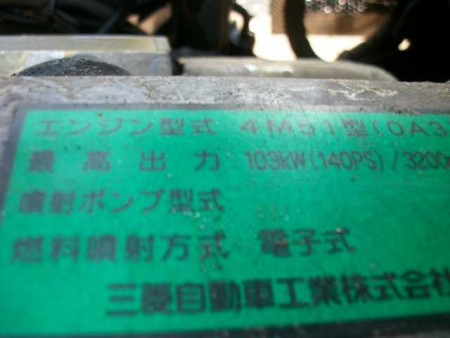 エンジン型式 4M51型(0A3
最高出力 103kW(140PS)/3200
噴射ポンプ型式
燃料噴射方式 電子式
三菱自動車工業株式会社